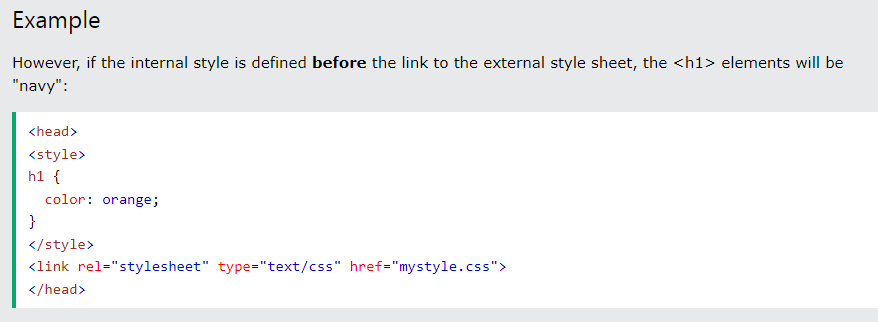 Example
However, if the internal style is defined before the link to the external style sheet, the <h1> elements will be
"navy":
<head>
<style>
h1 {
  color: orange;
}
</style>
<link rel="stylesheet" type="text/css" href="mystyle.css">
</head>